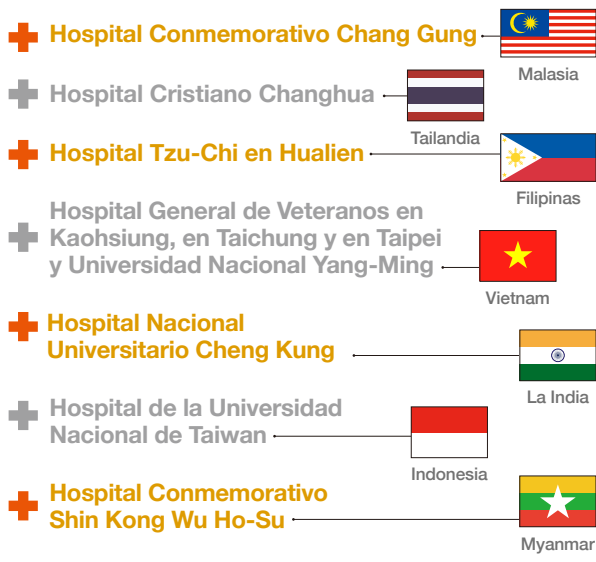 Hospital Conmemorativo Chang Gung
Malasia
Hospital Cristiano Changhua
Tailandia
Hospital Tzu-Chi en Hualien
Filipinas
Hospital General de Veteranos en
Kaohsiung, en Taichung y en Taipei
y Universidad Nacional Yang-Ming
Vietnam
Hospital Nacional
Universitario Cheng Kung
La India
Hospital de la Universidad
Nacional de Taiwan
Indonesia
Hospital Conmemorativo
Shin Kong Wu Ho-Su
Myanmar